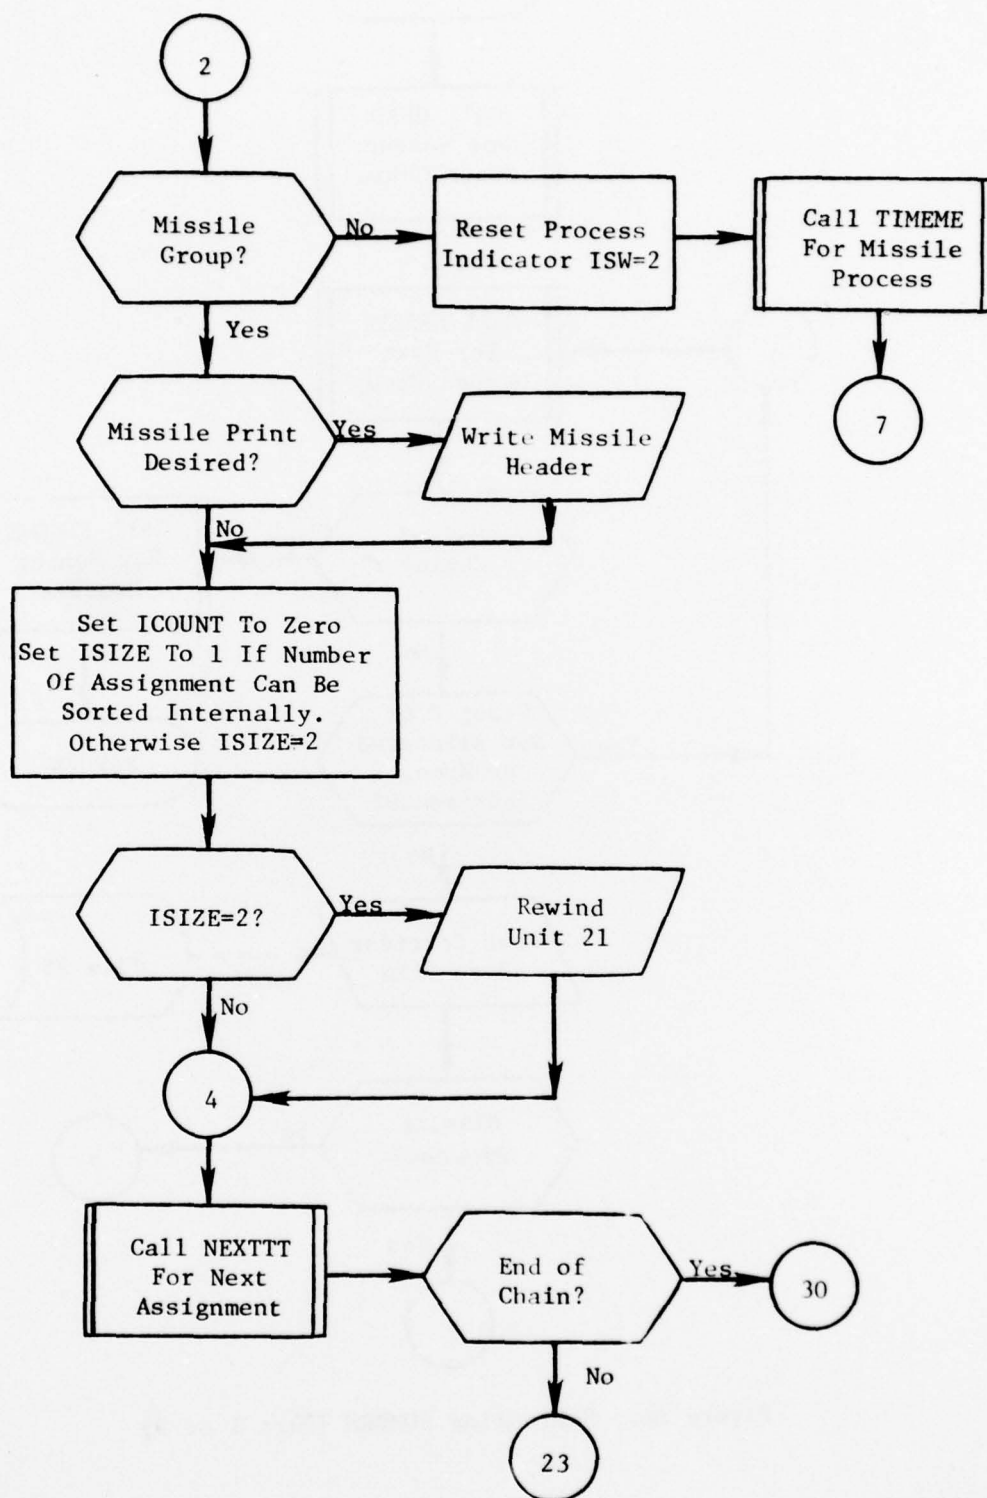 2
Missile
Group?
No
Reset Process
Indicator ISW=2
Call TIMEME
For Missile
Process
Yes
7
Missile Print
Desired?
Yes
Write Missile
Header
No
Set ICOUNT To Zero
Set ISIZE To 1 If Number
Of Assignment Can Be
Sorted Internally.
Otherwise ISIZE=2
ISIZE=2?
Yes
Rewind
Unit 21
No
4
Call NEXTTT
For Next
Assignment
End of
Chain?
Yes
30
No
23